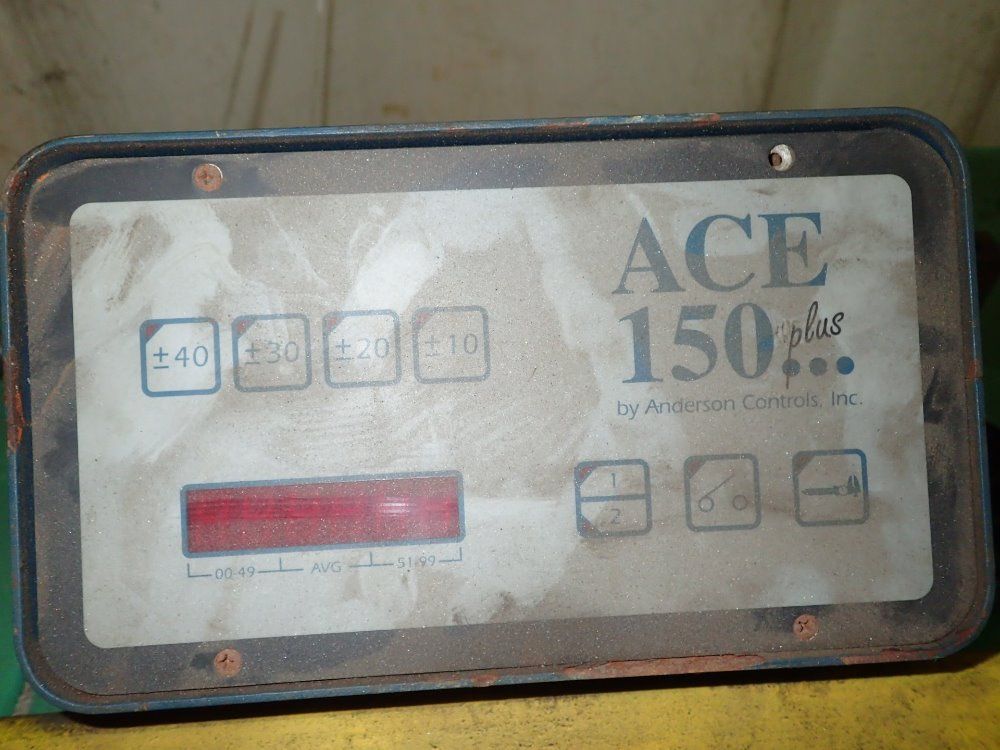 ACE
150 plus...
by Anderson Controls, Inc.
±40 ±30 ±20 ±10
1
2
00-49 AVG 51-99